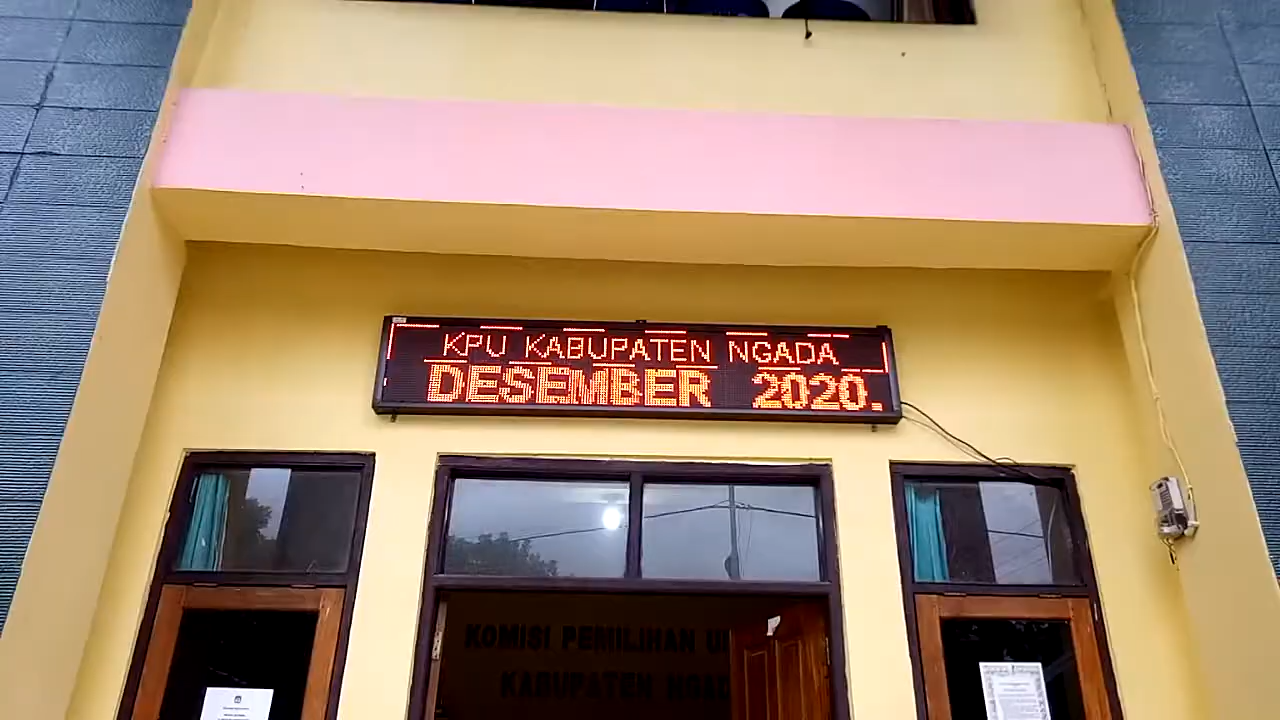 KPU KABUPATEN NGADA
DESEMBER 2020.
KOMISI PEMILIHAN
KABUPATEN